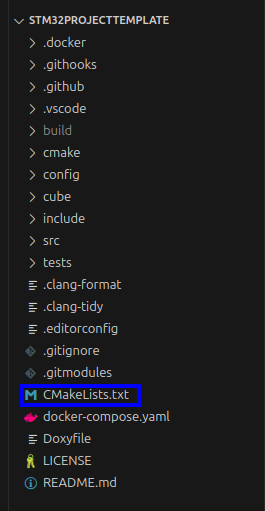 STM32PROJECTTEMPLATE
.docker
.githooks
.github
.vscode
build
cmake
config
cube
include
src
tests
.clang-format
.clang-tidy
.editorconfig
.gitignore
.gitmodules
CMakeLists.txt
docker-compose.yaml
Doxyfile
LICENSE
README.md